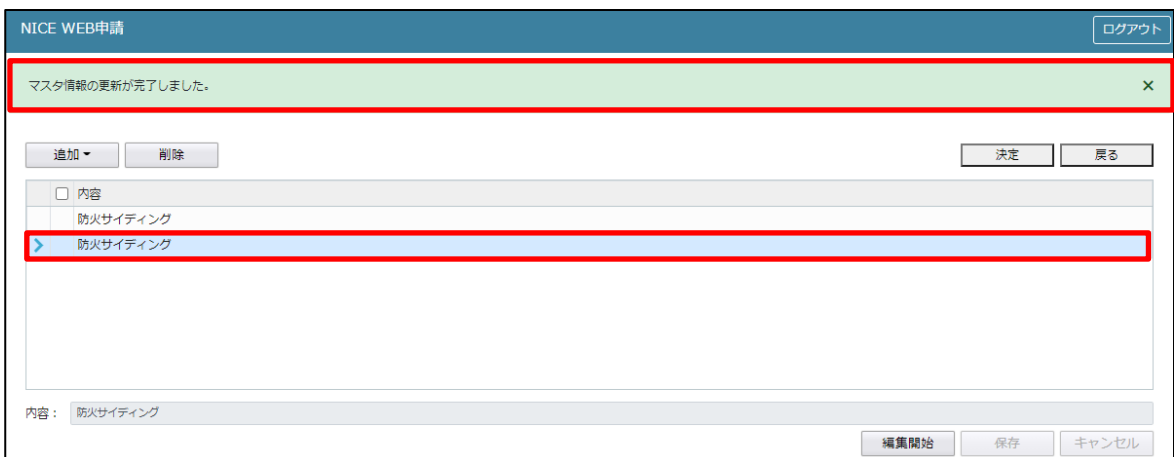 NICE WEB申請 ログアウト
マスタ情報の更新が完了しました。 ×
追加 削除 決定 戻る
内容
防火サイディング
防火サイディング
内容： 防火サイディング
編集開始 保存 キャンセル